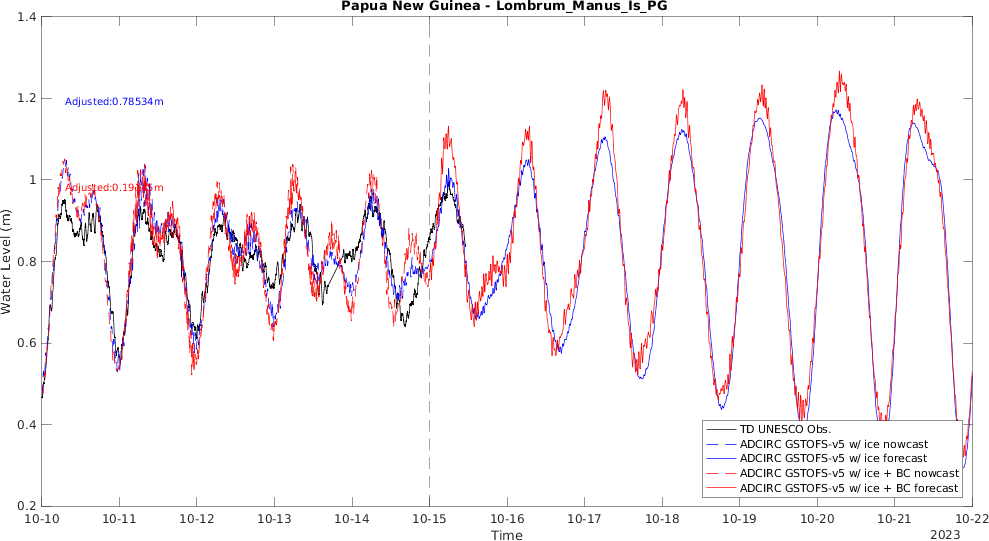 Papua New Guinea - Lombrum_Manus_Is_PG
1.4
1.2
1
0.8
0.6
0.4
0.2
Water Level (m)
Adjusted:0.78534m
TD UNESCO Obs.
ADCIRC GSTOFS-v5 w/ ice nowcast
ADCIRC GSTOFS-v5 w/ ice forecast
ADCIRC GSTOFS-v5 w/ ice + BC nowcast
ADCIRC GSTOFS-v5 w/ ice + BC forecast
10-10 10-11 10-12 10-13 10-14 10-15 10-16 10-17 10-18 10-19 10-20 10-21 10-22
Time
2023